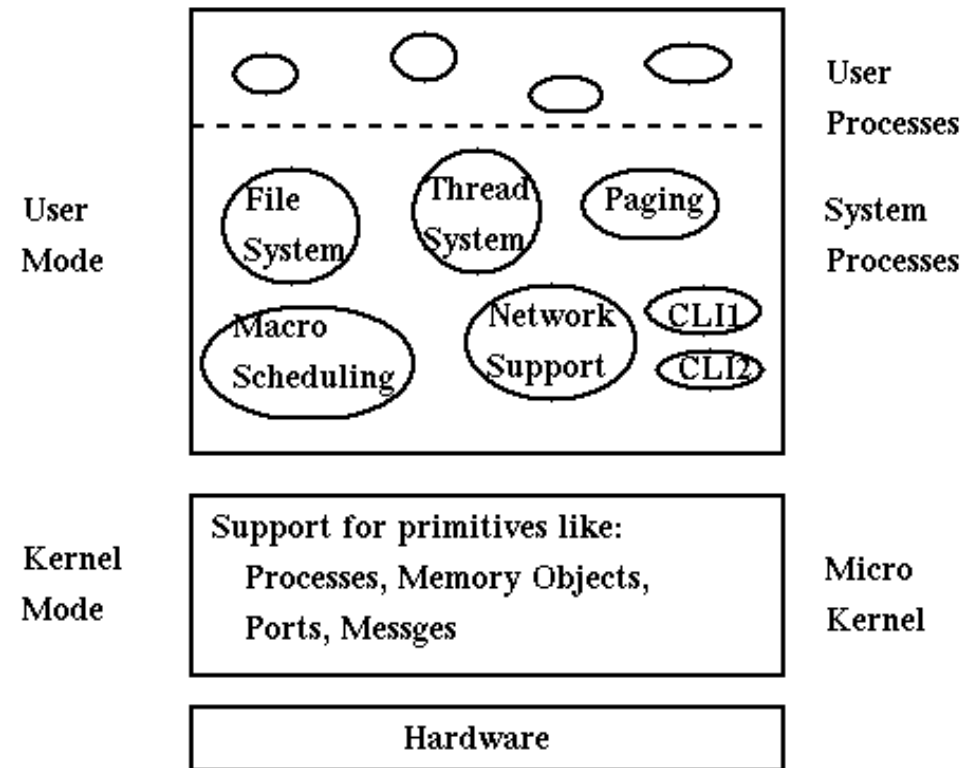 User
Processes
User
Mode
File
System
Thread
System
Paging
System
Processes
Macro
Scheduling
Network
Support
CLI1
CLI2
Kernel
Mode
Support for primitives like:
Processes, Memory Objects,
Ports, Messges
Micro
Kernel
Hardware